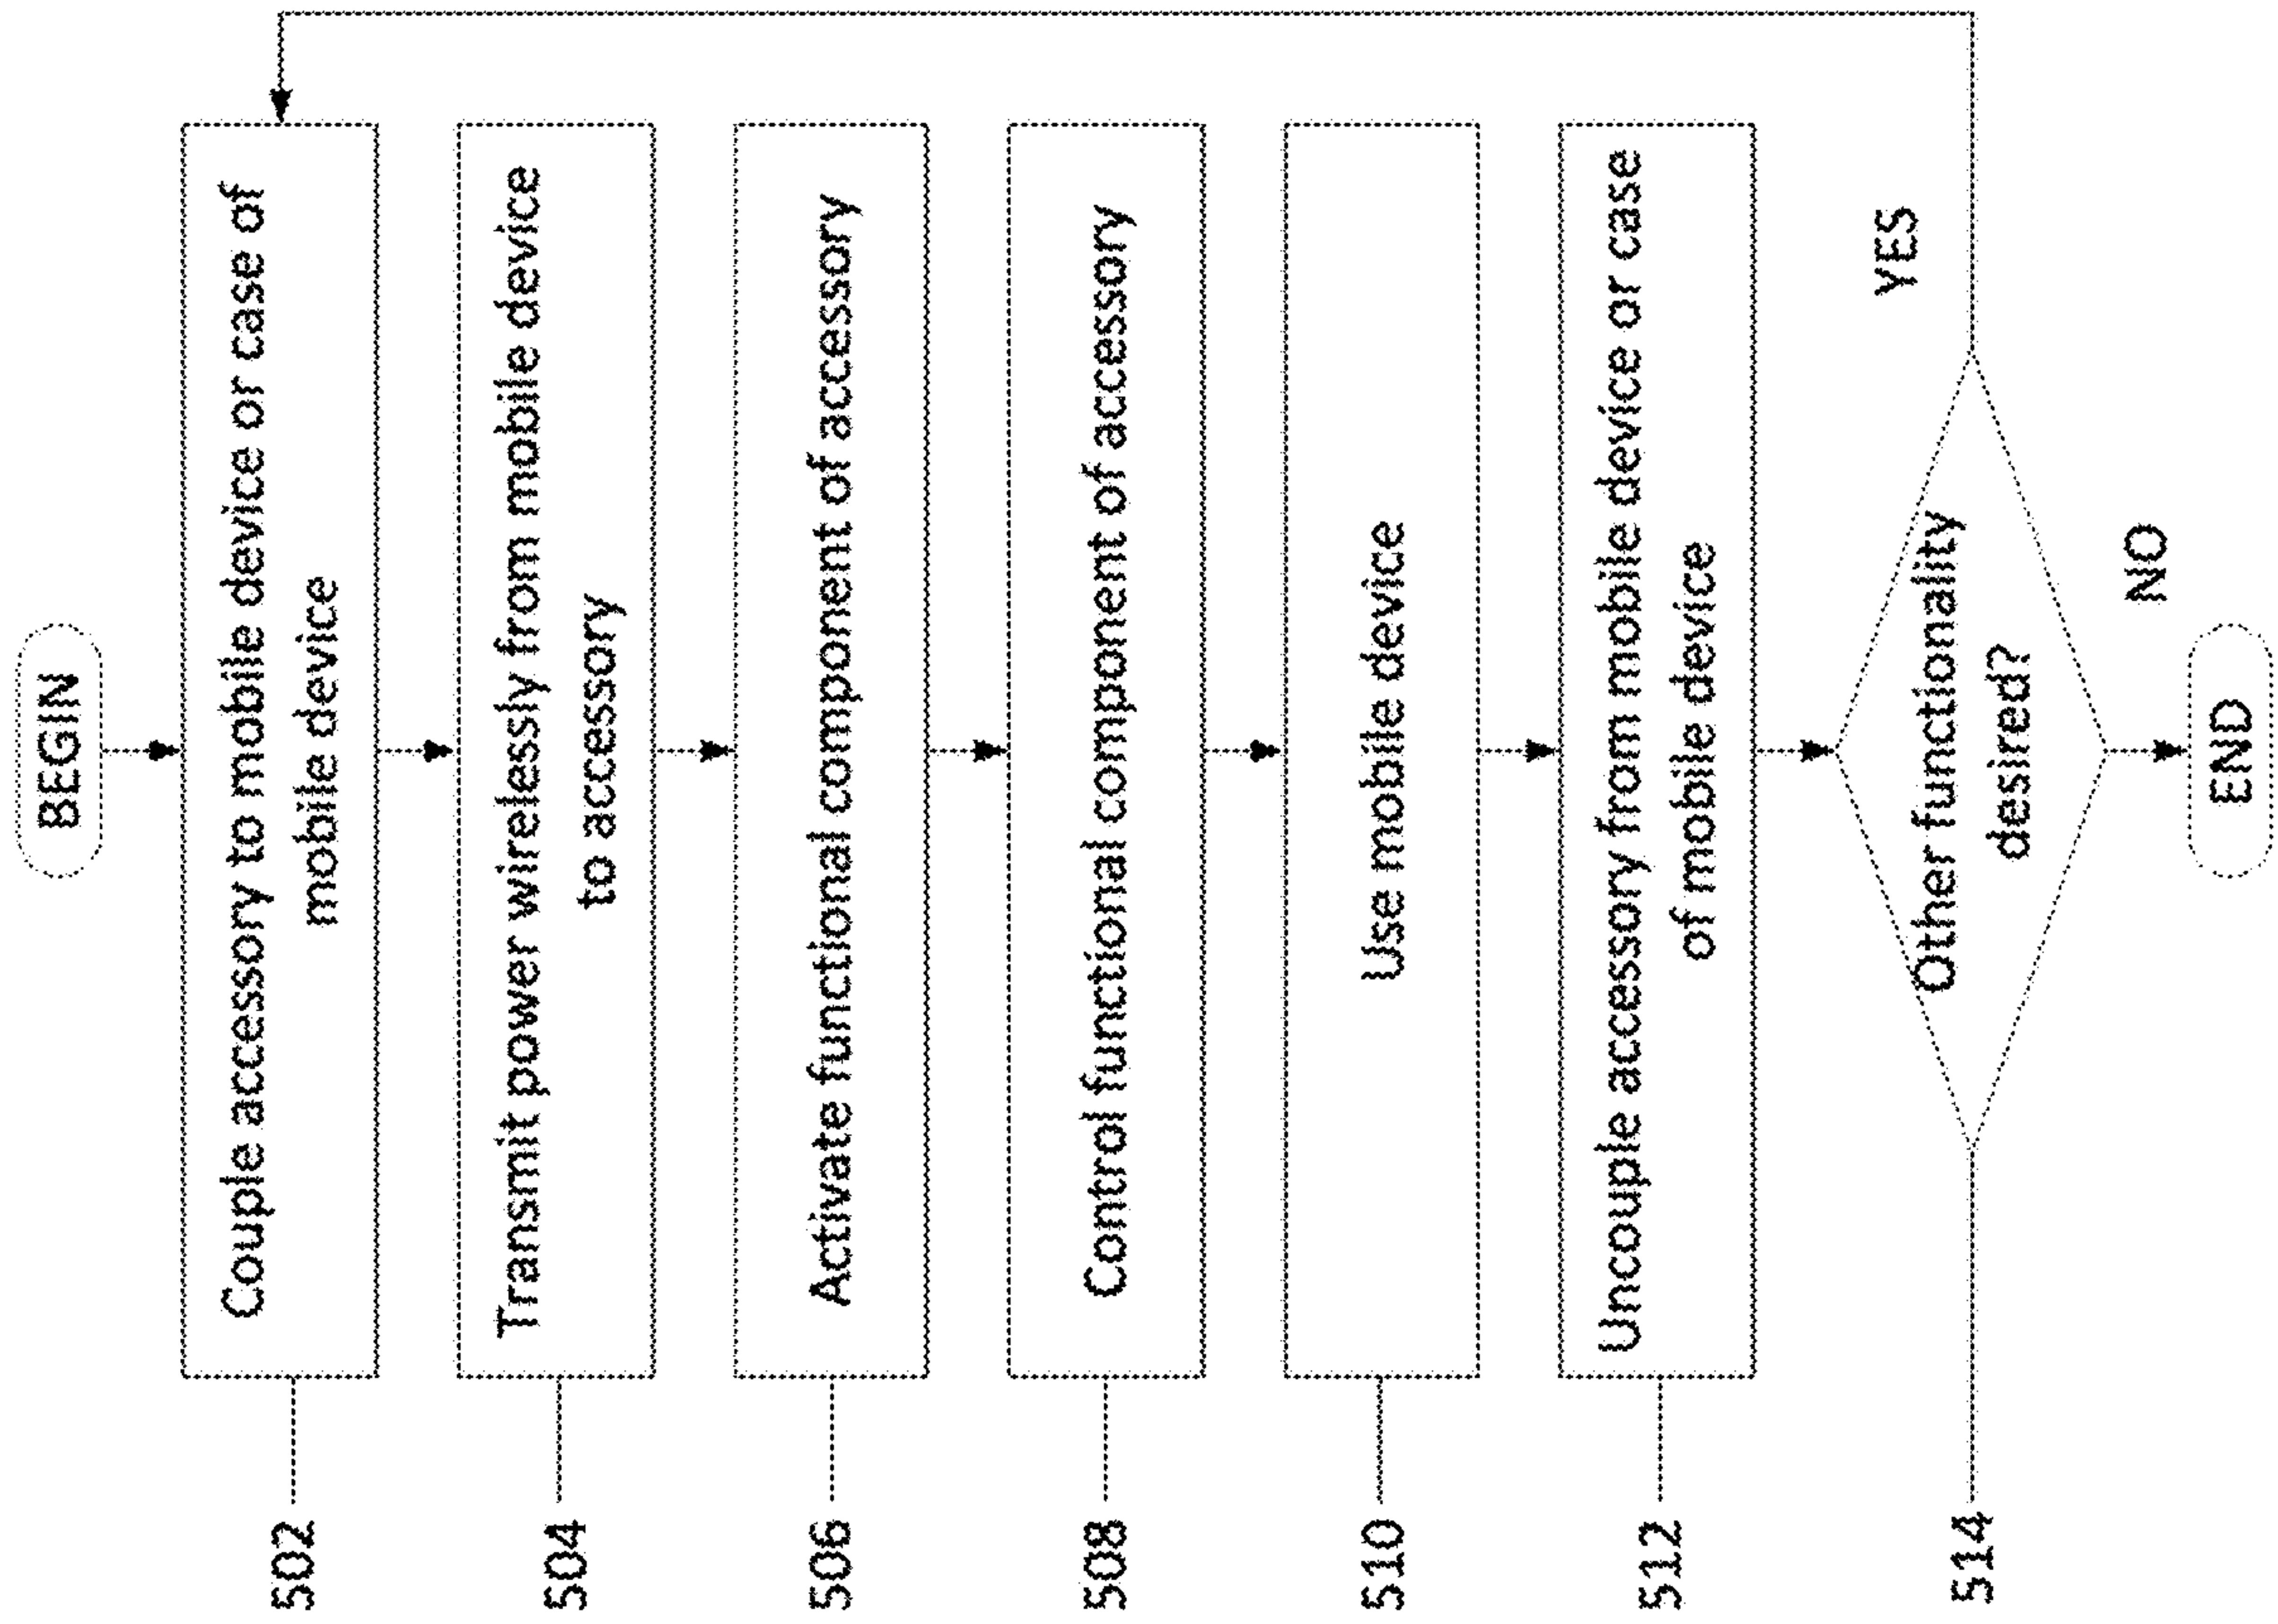 BEGIN
502
Couple accessory to mobile device or case of
mobile device
504
Transmit power wirelessly from mobile device
to accessory
506
Activate functional component of accessory
508
Control functional component of accessory
510
Use mobile device
512
Uncouple accessory from mobile device or case
of mobile device
514
Other functionality
desired?
YES
NO
END